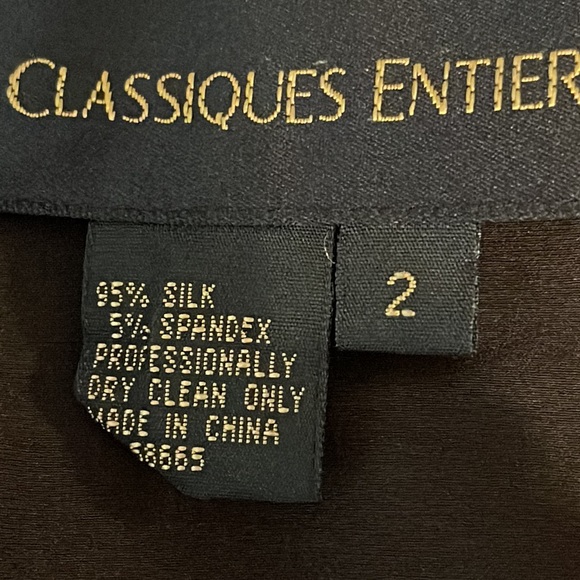 CLASSIQUES ENTIER
2
95% SILK
5% SPANDEX
PROFESSIONALLY
DRY CLEAN ONLY
MADE IN CHINA